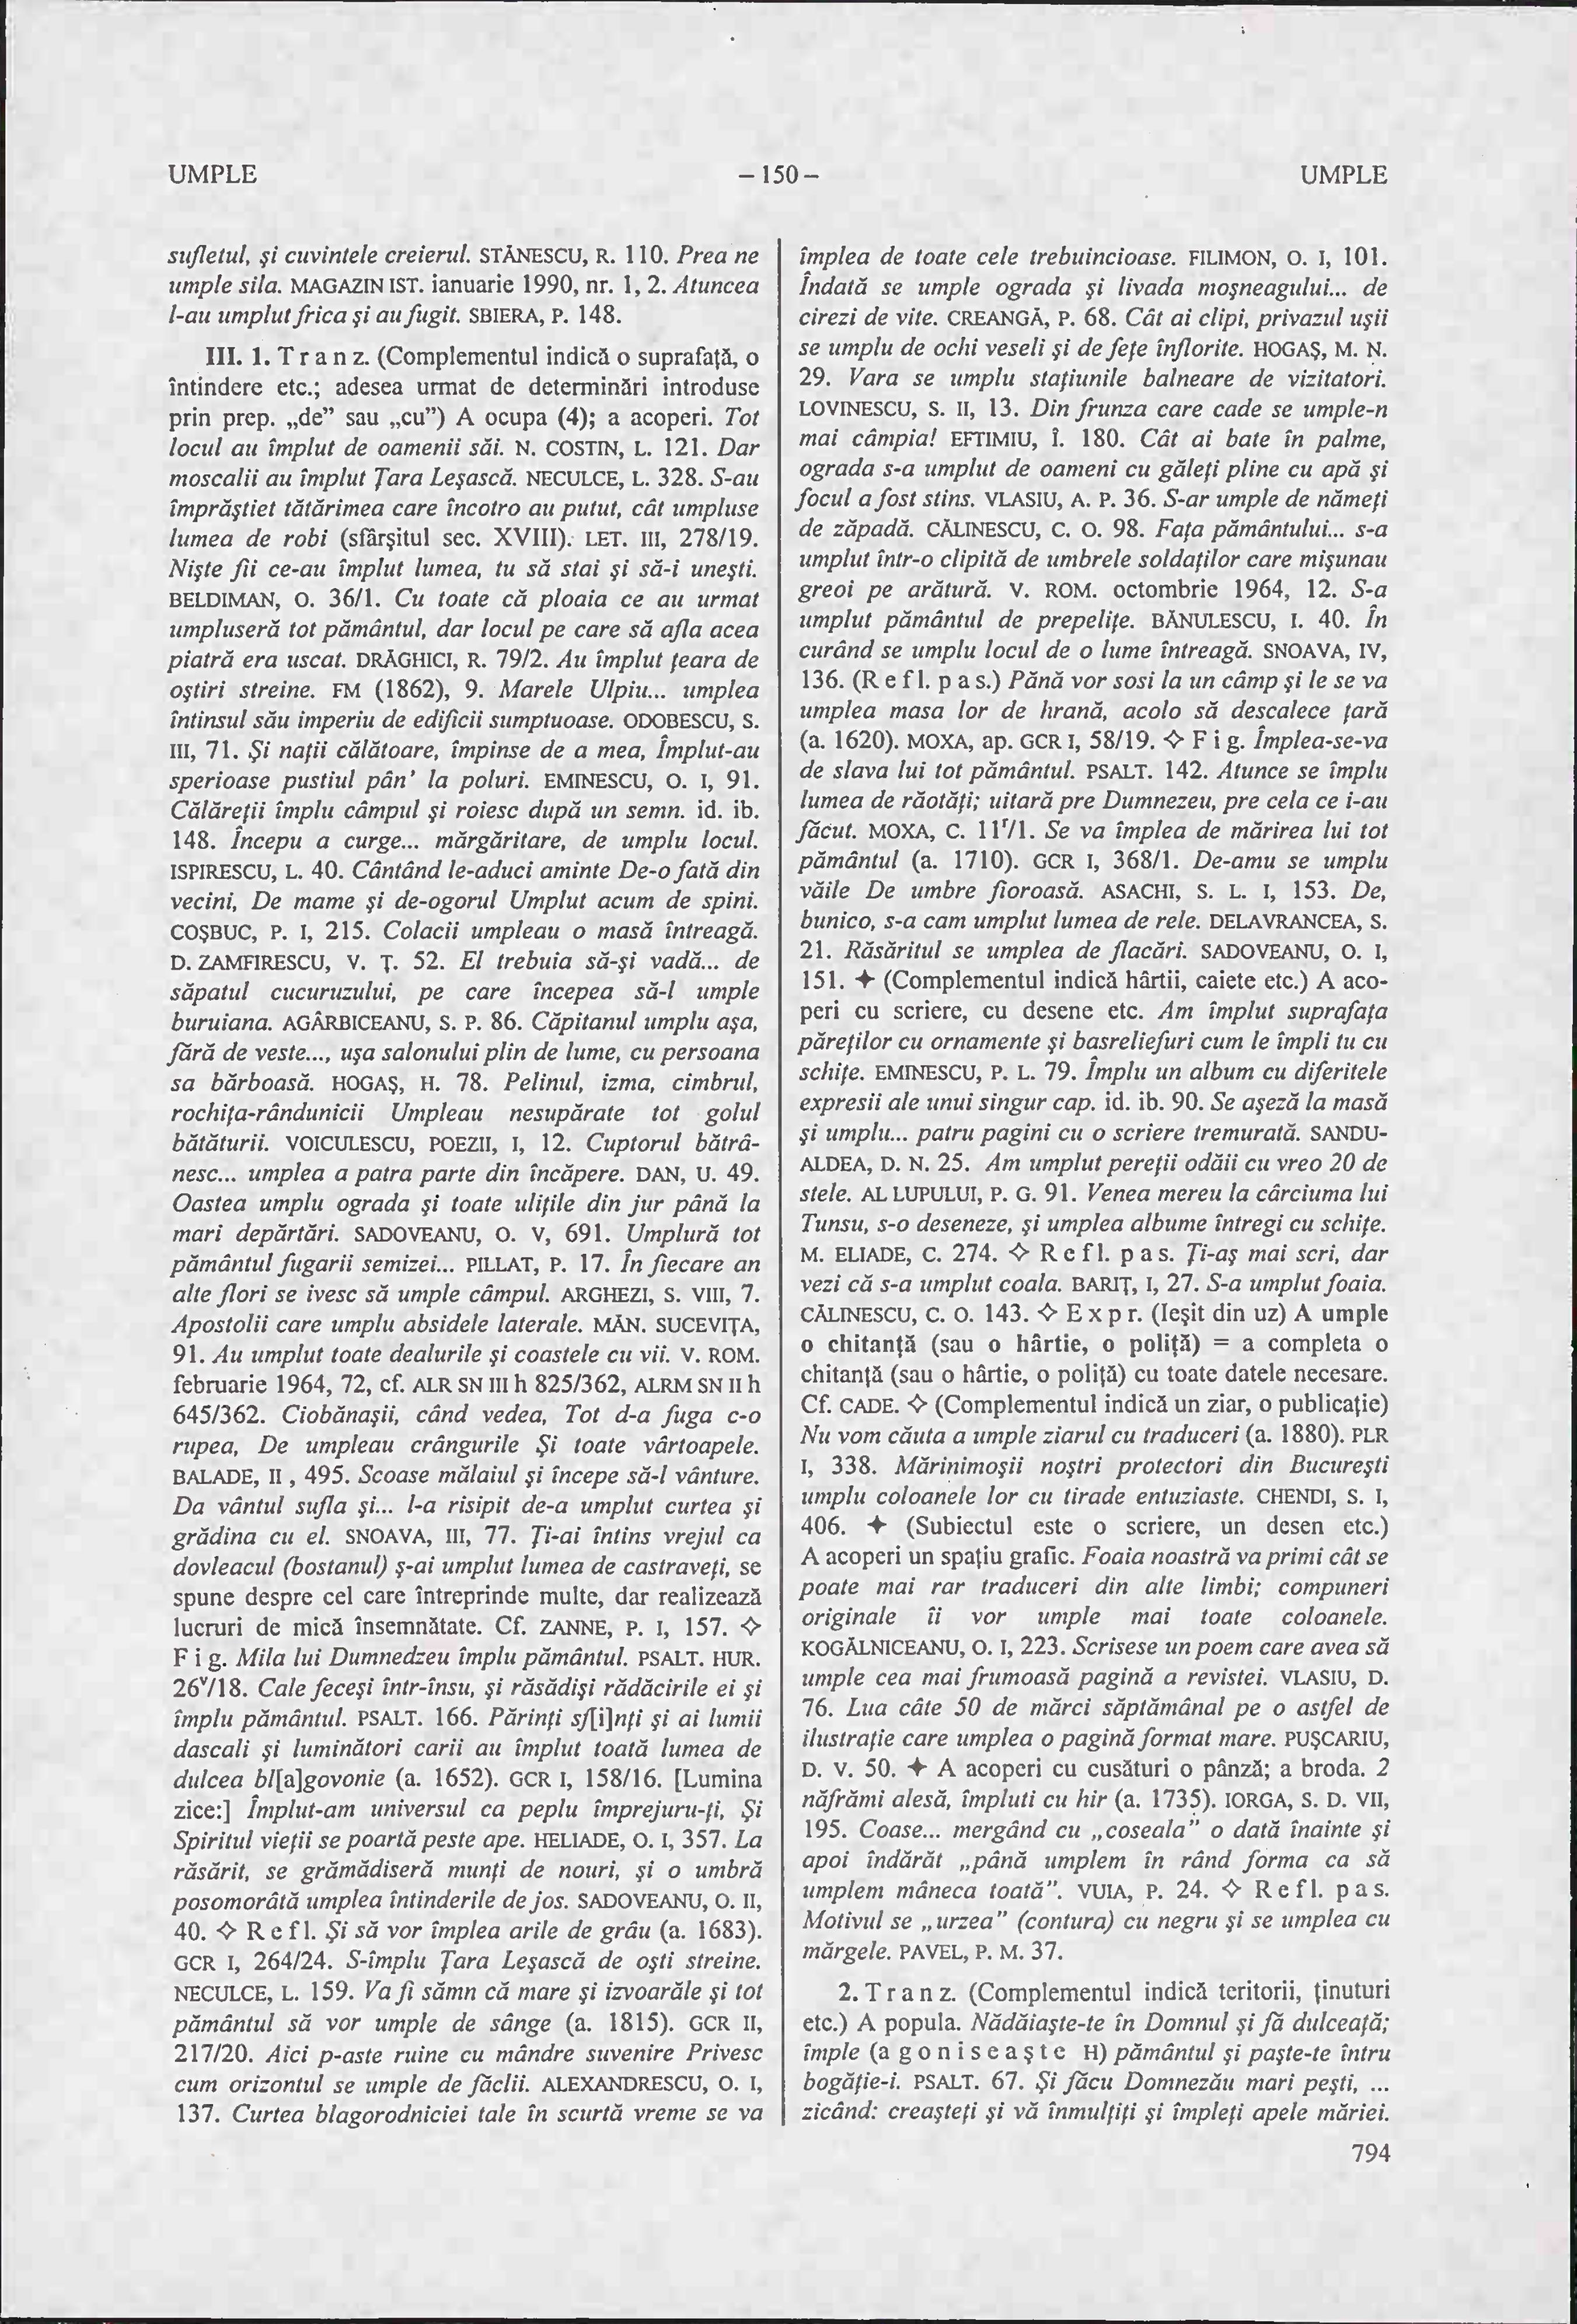 UMPLE
– 150 –
UMPLE
sufletul, şi cuvintele creierul. STĂNESCU, R. 110. Prea ne
umple sila. MAGAZIN IST. ianuarie 1990, nr. 1, 2. Atuncea
l-au umplut frica şi au fugit. SBIERA, P. 148.
III. 1. T r a n z. (Complementul indică o suprafaţă, o
întindere etc.; adesea urmat de determinări introduse
prin prep. „de” sau „cu”) A ocupa (4); a acoperi. Tot
locul au împlut de oamenii săi. N. COSTIN, L. 121. Dar
moscalii au împlut Ţara Leşască. NECULCE, L. 328. S-au
împrăştiet tătărimea care încotro au putut, cât umpluse
lumea de robi (sfârşitul sec. XVIII). LET. III, 278/19.
Nişte fii ce-au împlut lumea, tu să stai şi să-i uneşti.
BELDIMAN, O. 36/1. Cu toate că ploaia ce au urmat
umpluseră tot pământul, dar locul pe care să afla acea
piatră era uscat. DRĂGHICI, R. 79/2. Au împlut ţeara de
oştiri streine. FM (1862), 9. Marele Ulpiu... umplea
întinsul său imperiu de edificii sumptuoase. ODOBESCU, S.
III, 71. Şi naţii călătoare, împinse de a mea, Împlut-au
sperioase pustiul pân’ la poluri. EMINESCU, O. I, 91.
Călăreţii împlu câmpul şi roiesc după un semn. id. ib.
148. Începu a curge... mărgăritare, de umplu locul.
ISPIRESCU, L. 40. Cântând le-aduci aminte De-o fată din
vecini, De mame şi de-ogorul Umplut acum de spini.
COŞBUC, P. I, 215. Colacii umpleau o masă întreagă.
D. ZAMFIRESCU, V. Ţ. 52. El trebuia să-şi vadă... de
săpatul cucuruzului, pe care începea să-l umple
buruiana. AGÂRBICEANU, S. P. 86. Căpitanul umplu aşa,
fără de veste..., uşa salonului plin de lume, cu persoana
sa bărboasă. HOGAŞ, H. 78. Pelinul, izma, cimbrul,
rochiţa-rândunicii Umpleau nesupărate tot golul
bătăturii. VOICULESCU, POEZII, I, 12. Cuptorul bătrâ-
nesc... umplea a patra parte din încăpere. DAN, U. 49.
Oastea umplu ograda şi toate uliţile din jur până la
mari depărtări. SADOVEANU, O. V, 691. Umplură tot
pământul fugarii semizei... PILLAT, P. 17. În fiecare an
alte flori se ivesc să umple câmpul. ARGHEZI, S. VIII, 7.
Apostolii care umplu absidele laterale. MĂN. SUCEVIŢA,
91. Au umplut toate dealurile şi coastele cu vii. V. ROM.
februarie 1964, 72, cf. ALR SN III h 825/362, ALRM SN II h
645/362. Ciobănaşii, când vedea, Tot d-a fuga c-o
rupea, De umpleau crângurile Şi toate vârtoapele.
BALADE, II , 495. Scoase mălaiul şi începe să-l vânture.
Da vântul sufla şi... l-a risipit de-a umplut curtea şi
grădina cu el. SNOAVA, III, 77. Ţi-ai întins vrejul ca
dovleacul (bostanul) ş-ai umplut lumea de castraveţi, se
spune despre cel care întreprinde multe, dar realizează
lucruri de mică însemnătate. Cf. ZANNE, P. I, 157. ◇
F i g. Mila lui Dumnedzeu împlu pământul. PSALT. HUR.
26ᵛ/18. Cale feceşi într-însu, şi răsădişi rădăcirile ei şi
împlu pământul. PSALT. 166. Părinţi sf[i]nţi şi ai lumii
dascali şi luminători carii au împlut toată lumea de
dulcea bl[a]govonie (a. 1652). GCR I, 158/16. [Lumina
zice:] Împlut-am universul ca peplu împrejuru-ţi, Şi
Spiritul vieţii se poartă peste ape. HELIADE, O. I, 357. La
răsărit, se grămădiseră munţi de nouri, şi o umbră
posomorâtă umplea întinderile de jos. SADOVEANU, O. II,
40. ◇ R e f l. Şi să vor împlea arile de grâu (a. 1683).
GCR I, 264/24. S-împlu Ţara Leşască de oşti streine.
NECULCE, L. 159. Va fi sămn că mare şi izvoarăle şi tot
pământul să vor umple de sânge (a. 1815). GCR II,
217/20. Aici p-aste ruine cu mândre suvenire Privesc
cum orizontul se umple de făclii. ALEXANDRESCU, O. I,
137. Curtea blagorodniciei tale în scurtă vreme se va
împlea de toate cele trebuincioase. FILIMON, O. I, 101.
Îndată se umple ograda şi livada moşneagului... de
cirezi de vite. CREANGĂ, P. 68. Cât ai clipi, privazul uşii
se umplu de ochi veseli şi de feţe înflorite. HOGAŞ, M. N.
29. Vara se umplu staţiunile balneare de vizitatori.
LOVINESCU, S. II, 13. Din frunza care cade se umple-n
mai câmpia! EFTIMIU, Î. 180. Cât ai bate în palme,
ograda s-a umplut de oameni cu găleţi pline cu apă şi
focul a fost stins. VLASIU, A. P. 36. S-ar umple de nămeţi
de zăpadă. CĂLINESCU, C. O. 98. Faţa pământului... s-a
umplut într-o clipită de umbrele soldaţilor care mişunau
greoi pe arătură. V. ROM. octombrie 1964, 12. S-a
umplut pământul de prepeliţe. BĂNULESCU, I. 40. În
curând se umplu locul de o lume întreagă. SNOAVA, IV,
136. (R e f l. p a s.) Pănă vor sosi la un câmp şi le se va
umplea masa lor de hrană, acolo să descalece ţară
(a. 1620). MOXA, ap. GCR I, 58/19. ◇ F i g. Împlea-se-va
de slava lui tot pământul. PSALT. 142. Atunce se împlu
lumea de răotăţi; uitară pre Dumnezeu, pre cela ce i-au
făcut. MOXA, C. 11ʳ/1. Se va împlea de mărirea lui tot
pământul (a. 1710). GCR I, 368/1. De-amu se umplu
văile De umbre fioroasă. ASACHI, S. L. I, 153. De,
bunico, s-a cam umplut lumea de rele. DELAVRANCEA, S.
21. Răsăritul se umplea de flacări. SADOVEANU, O. I,
151. ✦ (Complementul indică hârtii, caiete etc.) A aco-
peri cu scriere, cu desene etc. Am împlut suprafaţa
păreţilor cu ornamente şi basreliefuri cum le împli tu cu
schiţe. EMINESCU, P. L. 79. Împlu un album cu diferitele
expresii ale unui singur cap. id. ib. 90. Se aşeză la masă
şi umplu... patru pagini cu o scriere tremurată. SANDU-
ALDEA, D. N. 25. Am umplut pereţii odăii cu vreo 20 de
stele. AL LUPULUI, P. G. 91. Venea mereu la cârciuma lui
Tunsu, s-o deseneze, şi umplea albume întregi cu schiţe.
M. ELIADE, C. 274. ◇ R e f l. p a s. Ţi-aş mai scri, dar
vezi că s-a umplut coala. BARIŢ, I, 27. S-a umplut foaia.
CĂLINESCU, C. O. 143. ◇ E x p r. (Ieşit din uz) A umple
o chitanţă (sau o hârtie, o poliţă) = a completa o
chitanţă (sau o hârtie, o poliţă) cu toate datele necesare.
Cf. CADE. ◇ (Complementul indică un ziar, o publicaţie)
Nu vom căuta a umple ziarul cu traduceri (a. 1880). PLR
I, 338. Mărinimoşii noştri protectori din Bucureşti
umplu coloanele lor cu tirade entuziaste. CHENDI, S. I,
406. ✦ (Subiectul este o scriere, un desen etc.)
A acoperi un spaţiu grafic. Foaia noastră va primi cât se
poate mai rar traduceri din alte limbi; compuneri
originale îi vor umple mai toate coloanele.
KOGĂLNICEANU, O. I, 223. Scrisese un poem care avea să
umple cea mai frumoasă pagină a revistei. VLASIU, D.
76. Lua câte 50 de mărci săptămânal pe o astfel de
ilustraţie care umplea o pagină format mare. PUŞCARIU,
D. V. 50. ✦ A acoperi cu cusături o pânză; a broda. 2
năfrămi alesă, împluti cu hir (a. 1735). IORGA, S. D. VII,
195. Coase... mergând cu „coseala” o dată înainte şi
apoi îndărăt „până umplem în rând forma ca să
umplem mâneca toată”. VUIA, P. 24. ◇ R e f l. p a s.
Motivul se „urzea” (contura) cu negru şi se umplea cu
mărgele. PAVEL, P. M. 37.
2. T r a n z. (Complementul indică teritorii, ţinuturi
etc.) A popula. Nădăiaşte-te în Domnul şi fă dulceaţă;
împle (a g o n i s e a ş t e H) pământul şi paşte-te întru
bogăţie-i. PSALT. 67. Şi făcu Domnezău mari peşti, ...
zicând: creaşteţi şi vă înmulţiţi şi împleţi apele măriei.
794